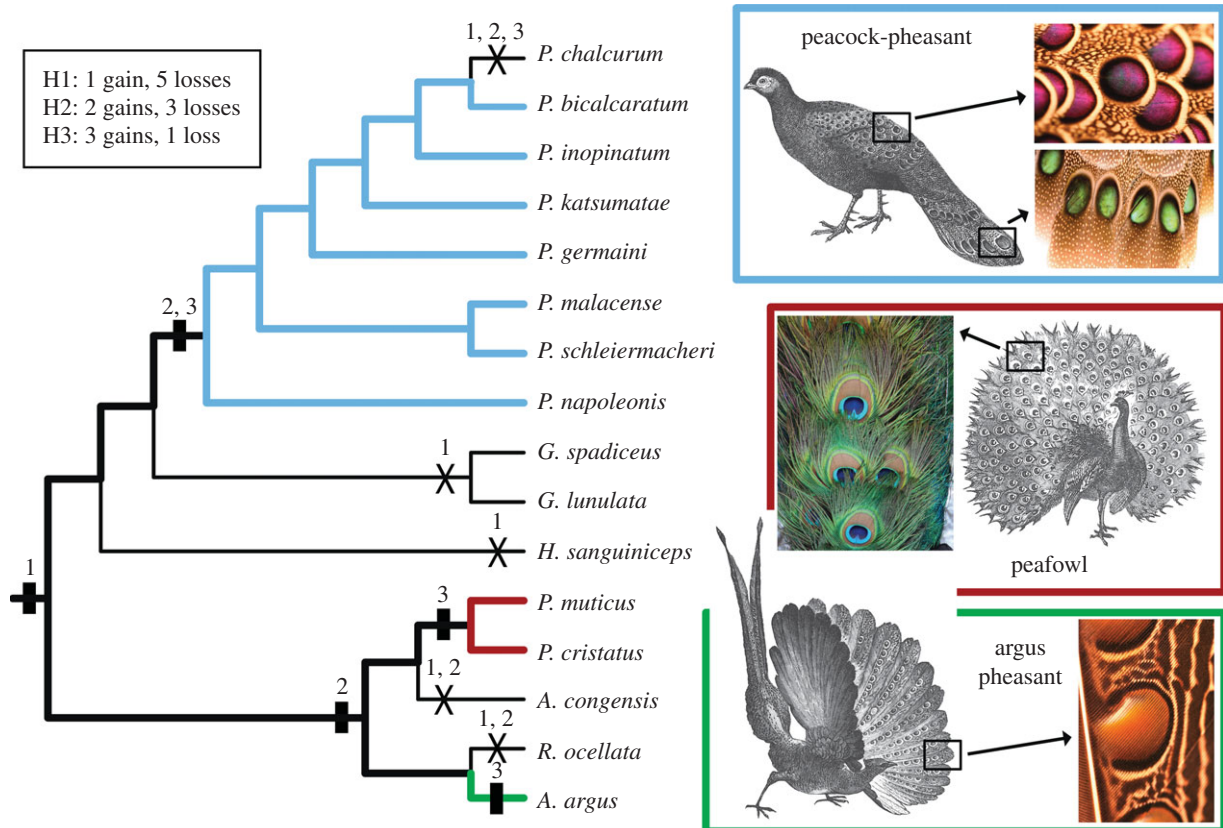 H1: 1 gain, 5 losses
H2: 2 gains, 3 losses
H3: 3 gains, 1 loss
1, 2, 3
P. chalcurum
P. bicalcaratum
P. inopinatum
P. katsumatae
P. germaini
P. malacense
2, 3
P. schleiermacheri
P. napoleonis
1
G. spadiceus
G. lunulata
1
H. sanguiniceps
1
3
P. muticus
P. cristatus
1, 2
A. congensis
2
1, 2
R. ocellata
3
A. argus
peacock-pheasant
peafowl
argus
pheasant